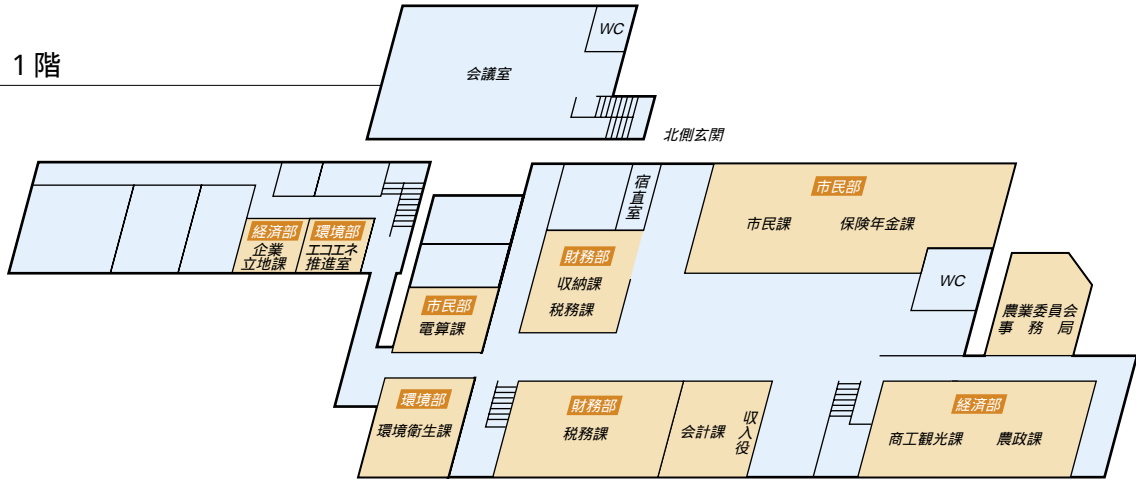 1階
WC
会議室
北側玄関
宿直室
市民部
市民課 保険年金課
経済部
企業
立地課
環境部
エコエネ
推進室
財務部
収納課
税務課
WC
市民部
電算課
農業委員会
事務局
環境部
環境衛生課
財務部
税務課
会計課
収入役
経済部
商工観光課 農政課